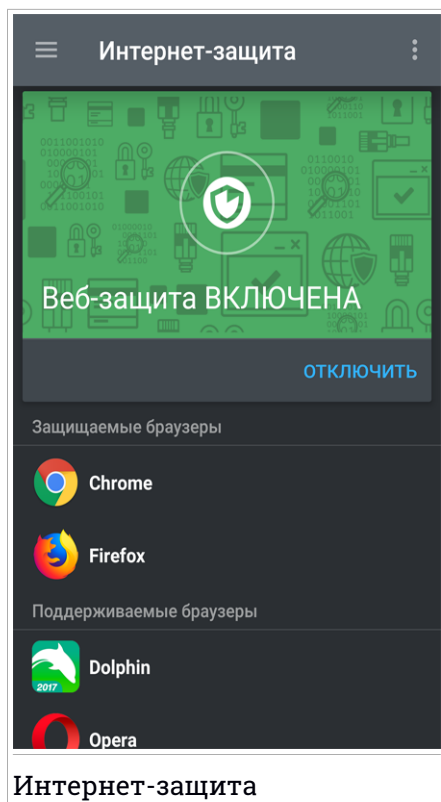 Интернет-защита
Веб-защита ВКЛЮЧЕНА
ОТКЛЮЧИТЬ
Защищаемые браузеры
Chrome
Firefox
Поддерживаемые браузеры
2017
Dolphin
Opera
Интернет-защита